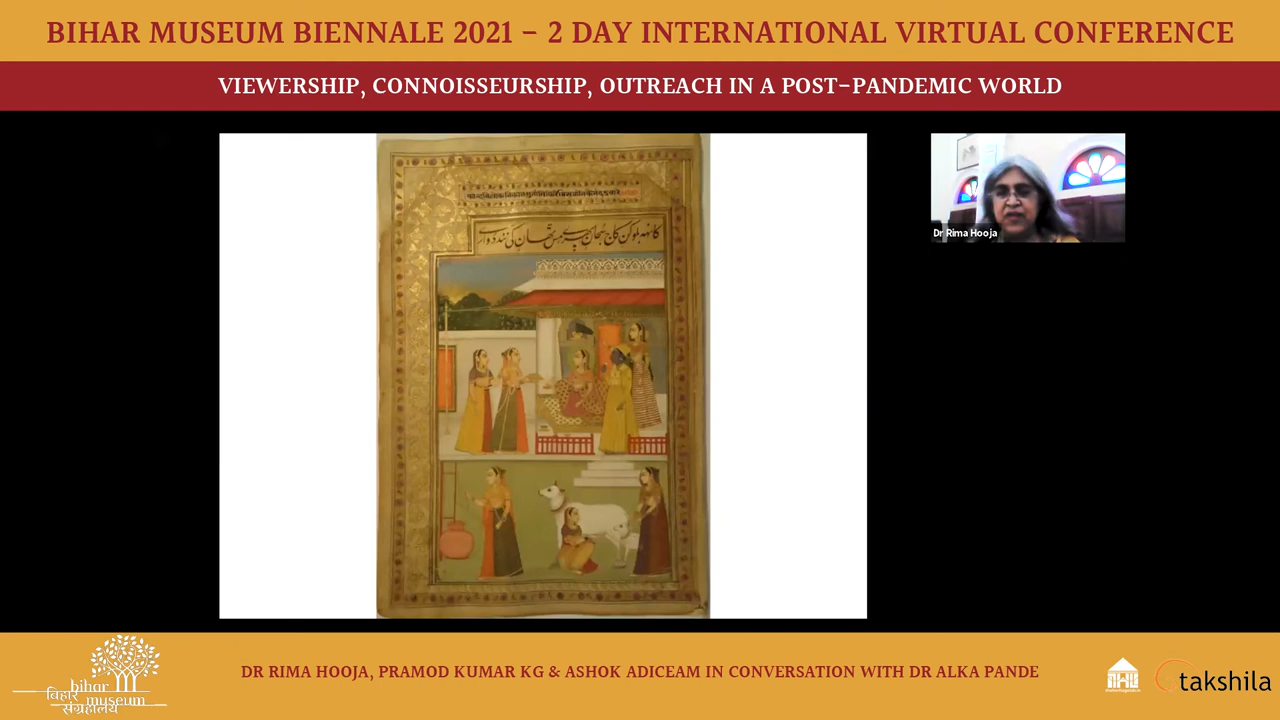 BIHAR MUSEUM BIENNALE 2021 – 2 DAY INTERNATIONAL VIRTUAL CONFERENCE
VIEWERSHIP, CONNOISSEURSHIP, OUTREACH IN A POST-PANDEMIC WORLD
Dr Rima Hooja
DR RIMA HOOJA, PRAMOD KUMAR KG & ASHOK ADICEAM IN CONVERSATION WITH DR ALKA PANDE
bihar
बिहार museum
संग्रहालय
takshila